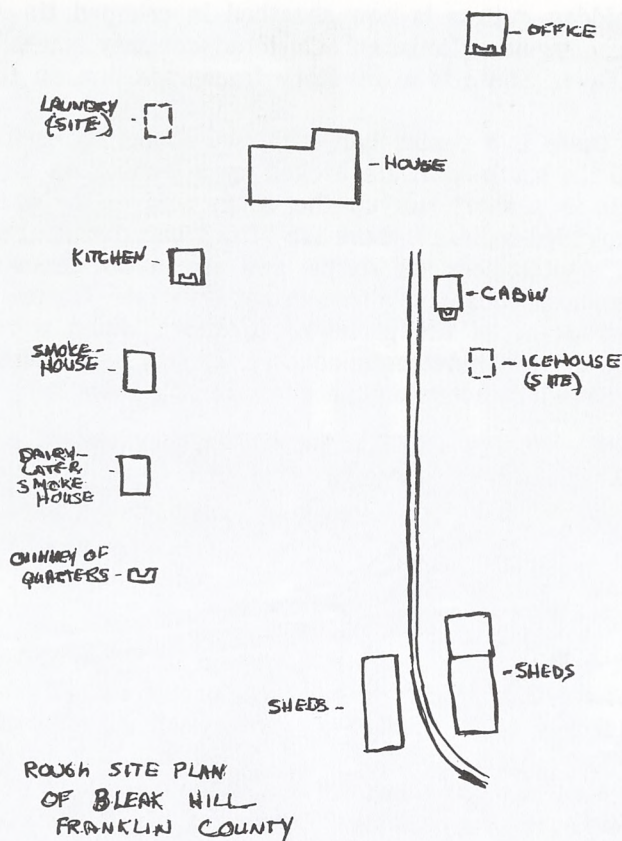 OFFICE
LAUNDRY
(SITE)
HOUSE
KITCHEN
CABIN
SMOKE-
HOUSE
ICEHOUSE
(SITE)
DAIRY-
LATER
SMOKE
HOUSE
CHIMNEY OF
QUARTERS
SHEDS
SHEDS
ROUGH SITE PLAN
OF BLEAK HILL
FRANKLIN COUNTY